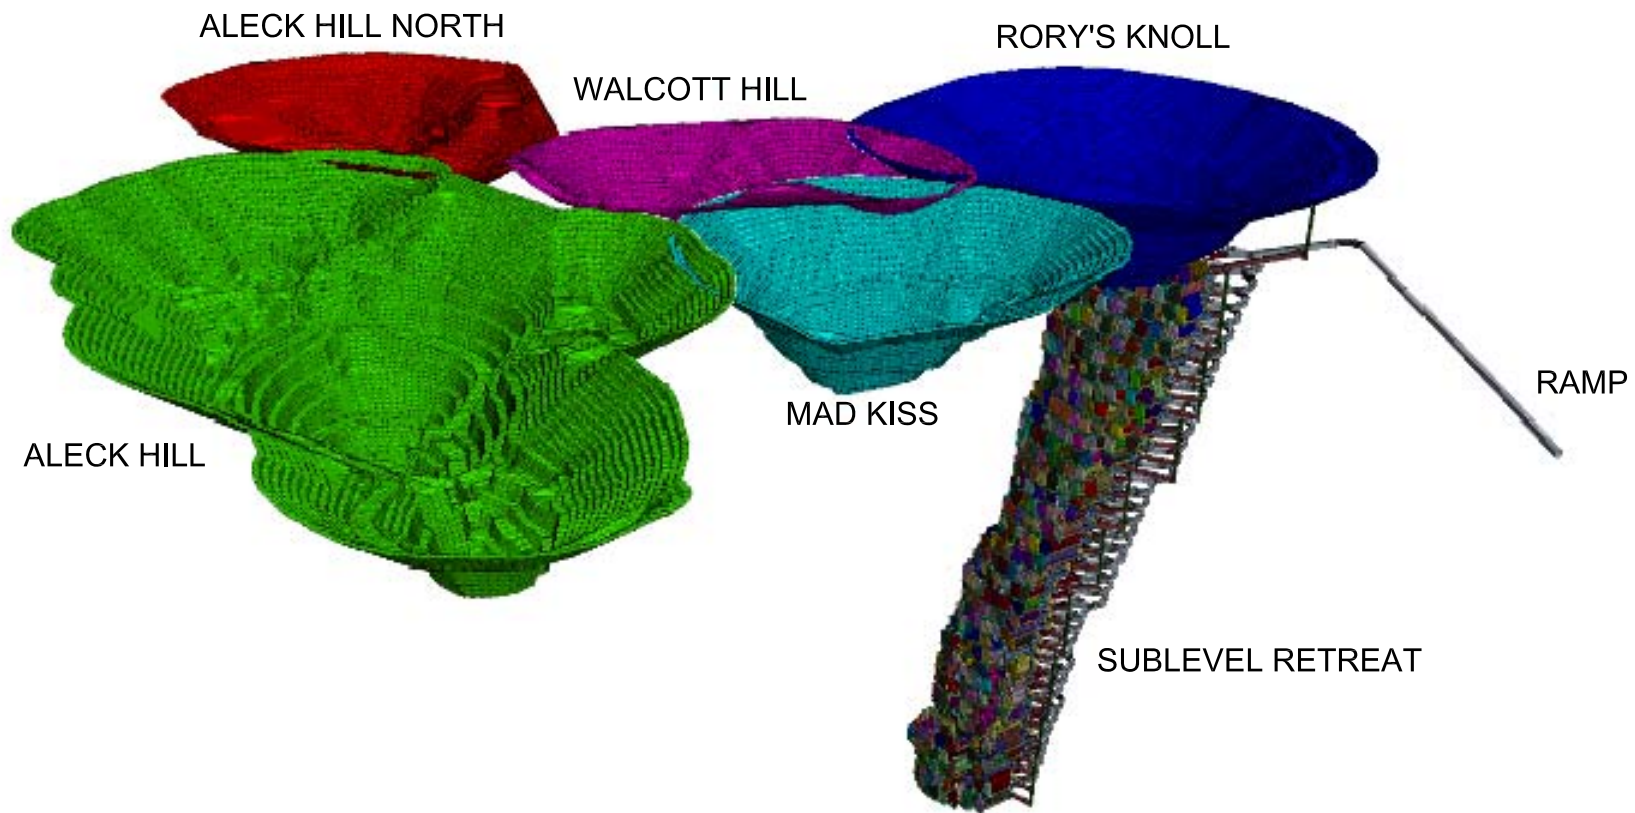 ALECK HILL NORTH
RORY'S KNOLL
WALCOTT HILL
RAMP
MAD KISS
ALECK HILL
SUBLEVEL RETREAT